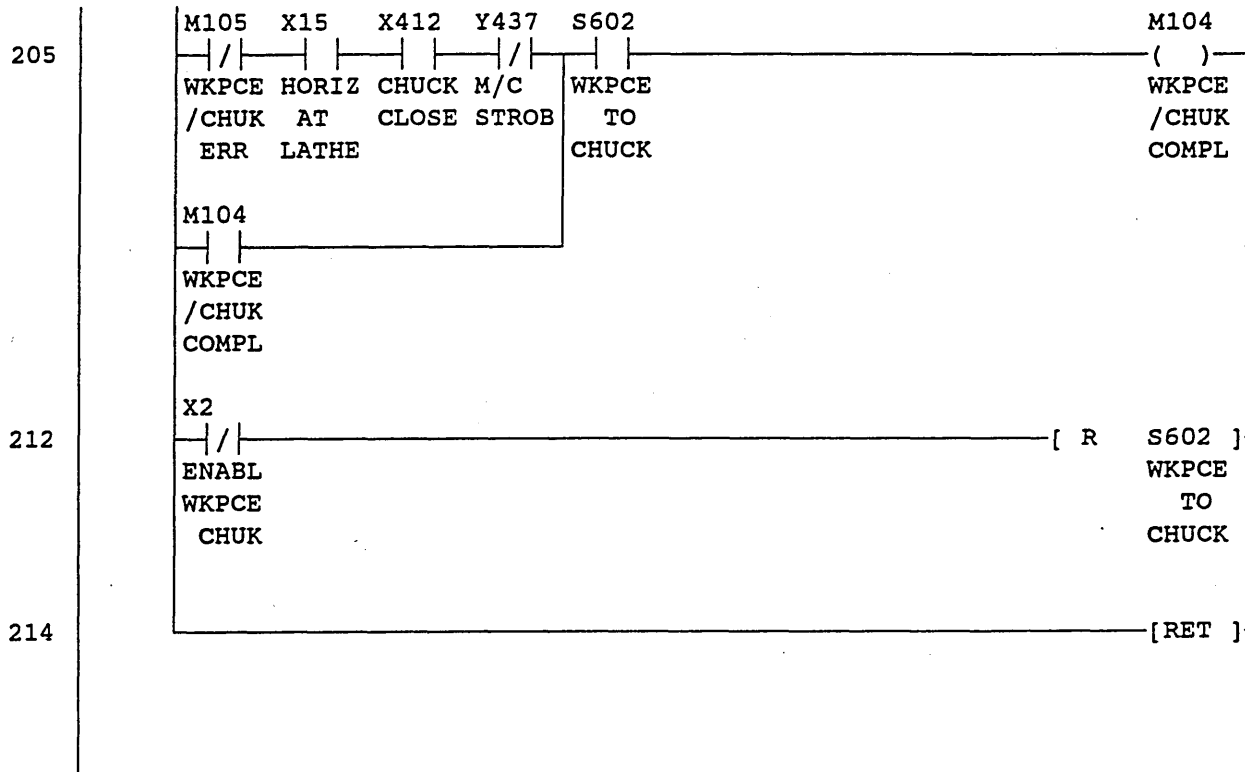 M105 X15 X412 Y437 S602 M104
205 ( )
WKPCE HORIZ CHUCK M/C WKPCE WKPCE
/CHUK AT CLOSE STROB TO /CHUK
ERR LATHE CHUCK COMPL
M104
WKPCE
/CHUK
COMPL
X2
212 [ R S602 ]
ENABL WKPCE
WKPCE TO
CHUK CHUCK
214 [RET ]